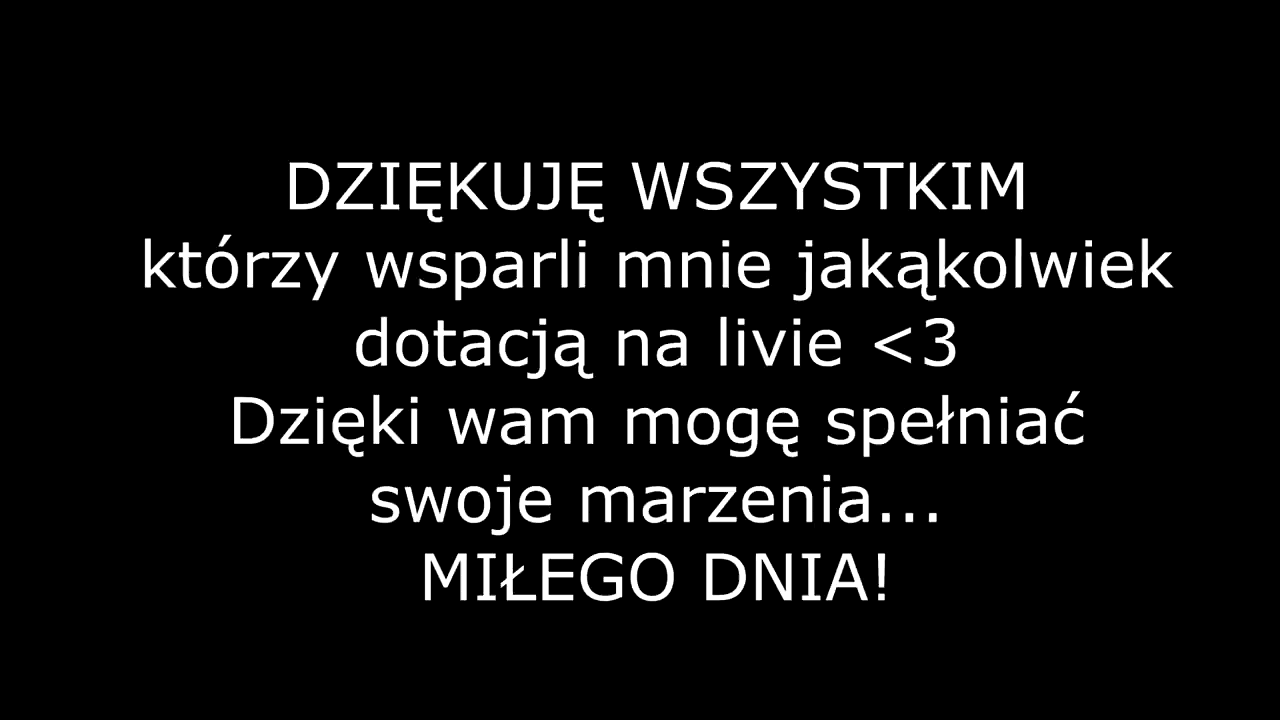 DZIĘKUJĘ WSZYSTKIM
którzy wsparli mnie jakąkolwiek
dotacją na livie <3
Dzięki wam mogę spełniać
swoje marzenia...
MIŁEGO DNIA!